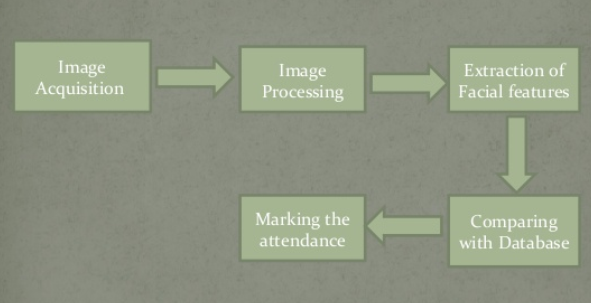 Image
Acquisition
Image
Processing
Extraction of
Facial features
Comparing
with Database
Marking the
attendance